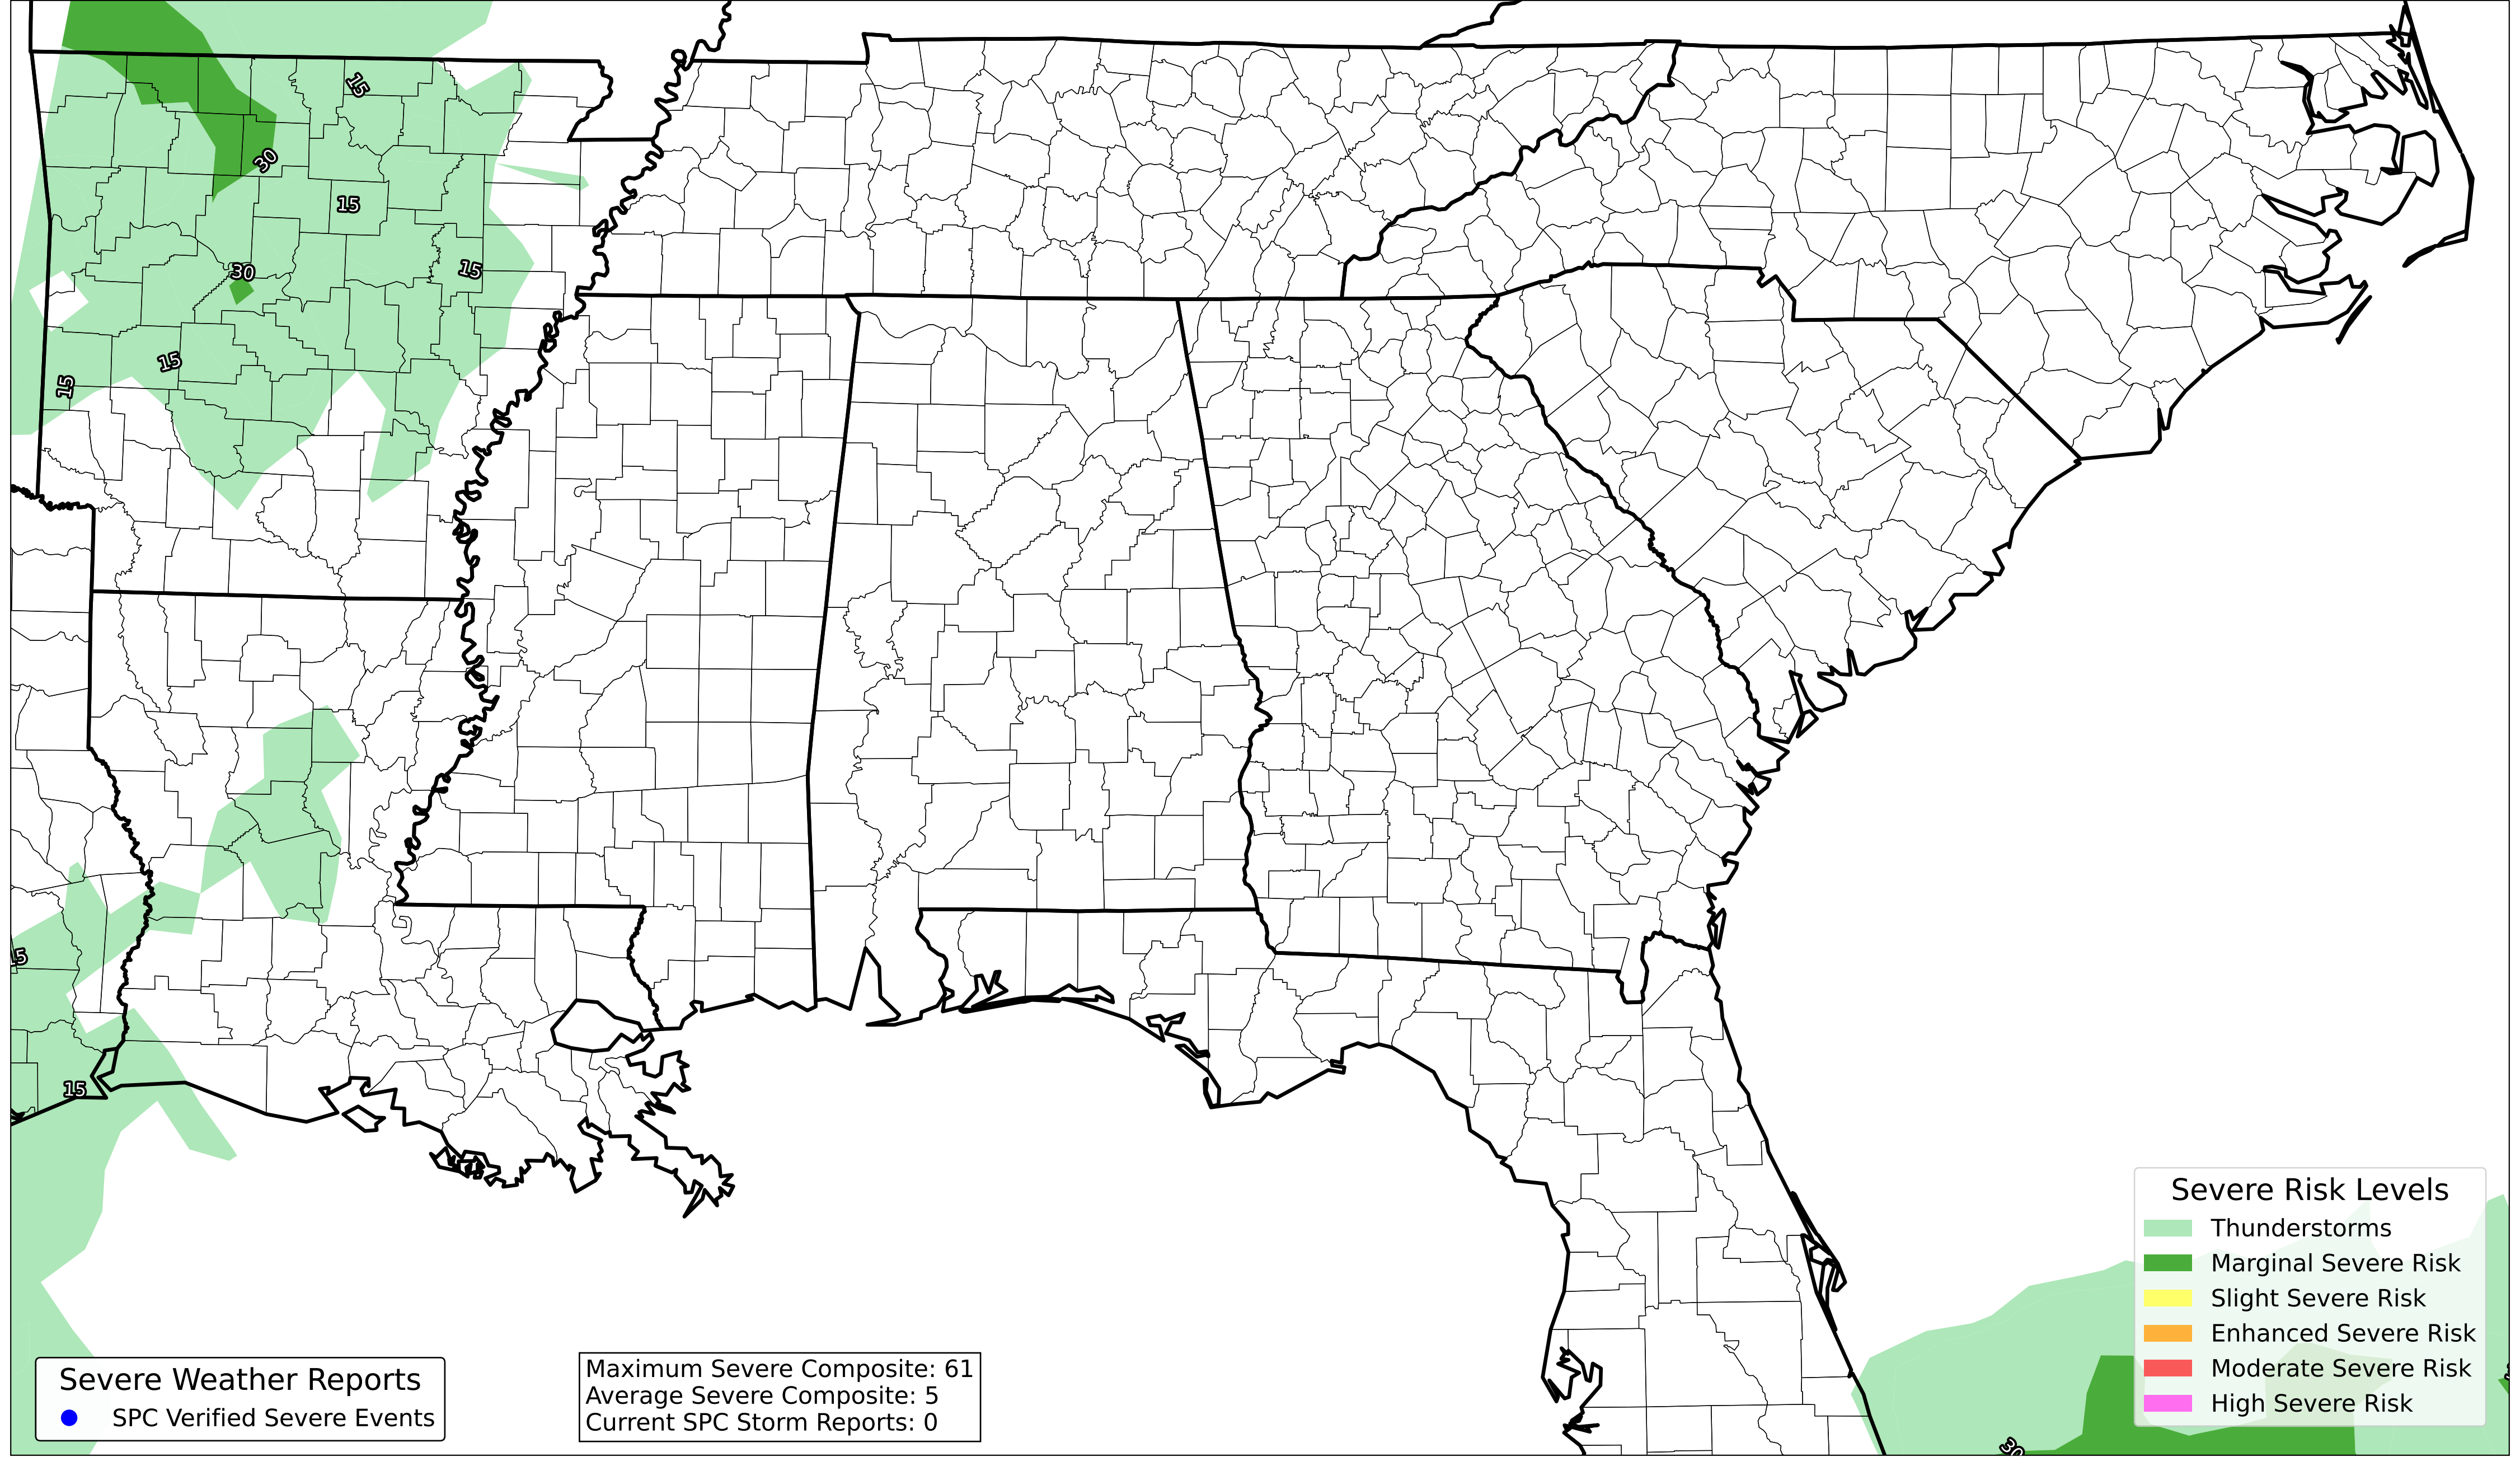 15
30
15
30
15
15
15
15
15
Severe Risk Levels
Thunderstorms
Marginal Severe Risk
Slight Severe Risk
Enhanced Severe Risk
Moderate Severe Risk
High Severe Risk
Severe Weather Reports
SPC Verified Severe Events
Maximum Severe Composite: 61
Average Severe Composite: 5
Current SPC Storm Reports: 0
30